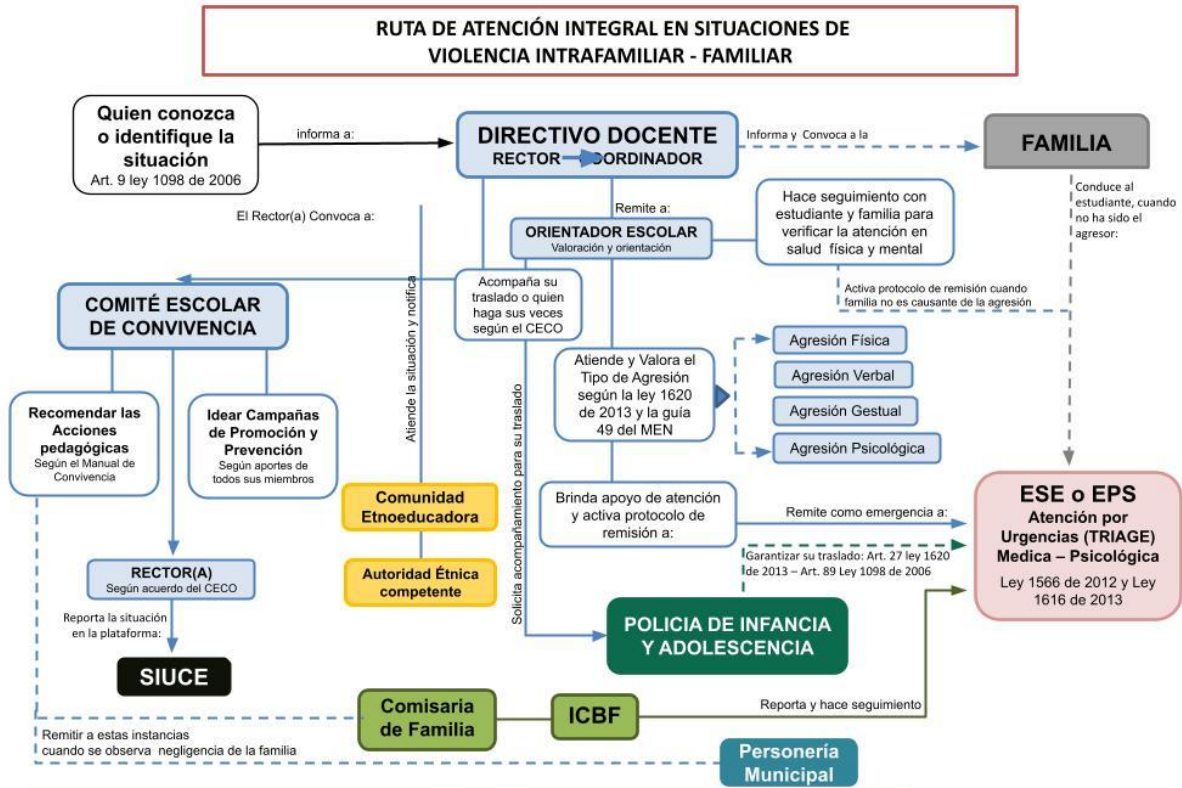 RUTA DE ATENCIÓN INTEGRAL EN SITUACIONES DE
VIOLENCIA INTRAFAMILIAR - FAMILIAR
Quien conozca
o identifique la
situación
Art. 9 ley 1098 de 2006
informa a:
DIRECTIVO DOCENTE
RECTOR
COORDINADOR
Informa y Convoca a la
FAMILIA
Conduce al
estudiante, cuando
no ha sido el
agresor:
El Rector(a) Convoca a:
Remite a:
ORIENTADOR ESCOLAR
Valoración y orientación
Hace seguimiento con
estudiante y familia para
verificar la atención en
salud física y mental
Activa protocolo de remisión cuando
familia no es causante de la agresión
COMITÉ ESCOLAR
DE CONVIVENCIA
Acompaña su
traslado o quien
haga sus veces
según el CECO
Atiende la situación y notifica
Solicita acompañamiento para su traslado
Atiende y Valora el
Tipo de Agresión
según la ley 1620
de 2013 y la guía
49 del MEN
Agresión Física
Agresión Verbal
Agresión Gestual
Agresión Psicológica
Recomendar las
Acciones
pedagógicas
Según el Manual de
Convivencia
Idear Campañas
de Promoción y
Prevención
Según aportes de
todos sus miembros
Comunidad
Etnoeducadora
Autoridad Étnica
competente
Brinda apoyo de atención
y activa protocolo de
remisión a:
Remite como emergencia a:
ESE o EPS
Atención por
Urgencias (TRIAGE)
Medica – Psicológica
Ley 1566 de 2012 y Ley
1616 de 2013
Garantizar su traslado: Art. 27 ley 1620
de 2013 – Art. 89 Ley 1098 de 2006
RECTOR(A)
Según acuerdo del CECO
Reporta la situación
en la plataforma:
SIUCE
POLICIA DE INFANCIA
Y ADOLESCENCIA
Comisaria
de Familia
ICBF
Reporta y hace seguimiento
Remitir a estas instancias
cuando se observa negligencia de la familia
Personería
Municipal